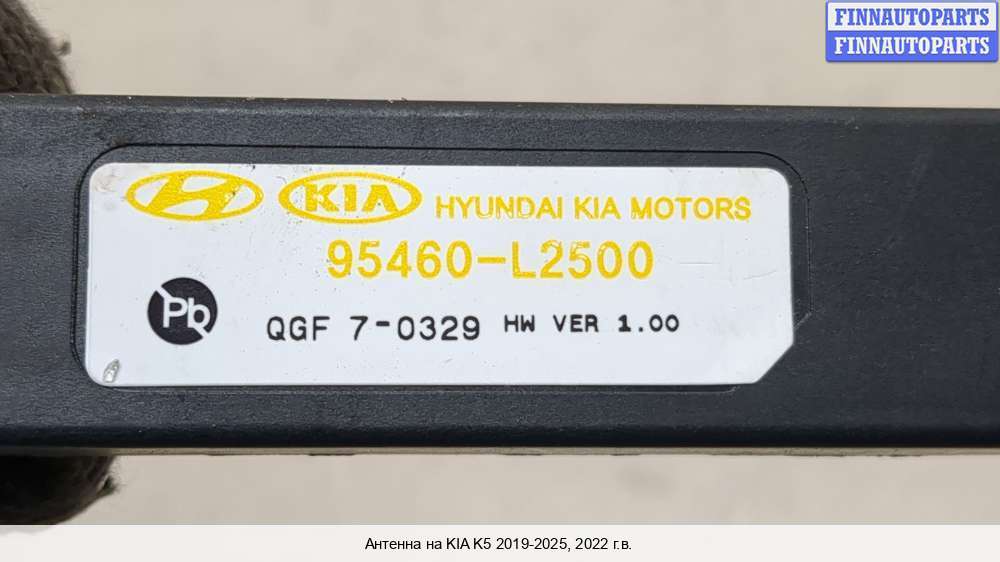 FINNAUTOPARTS
FINNAUTOPARTS
KIA HYUNDAI KIA MOTORS
95460-L2500
Pb
QGF 7-0329 HW VER 1.00
Антенна на KIA K5 2019-2025, 2022 г.в.